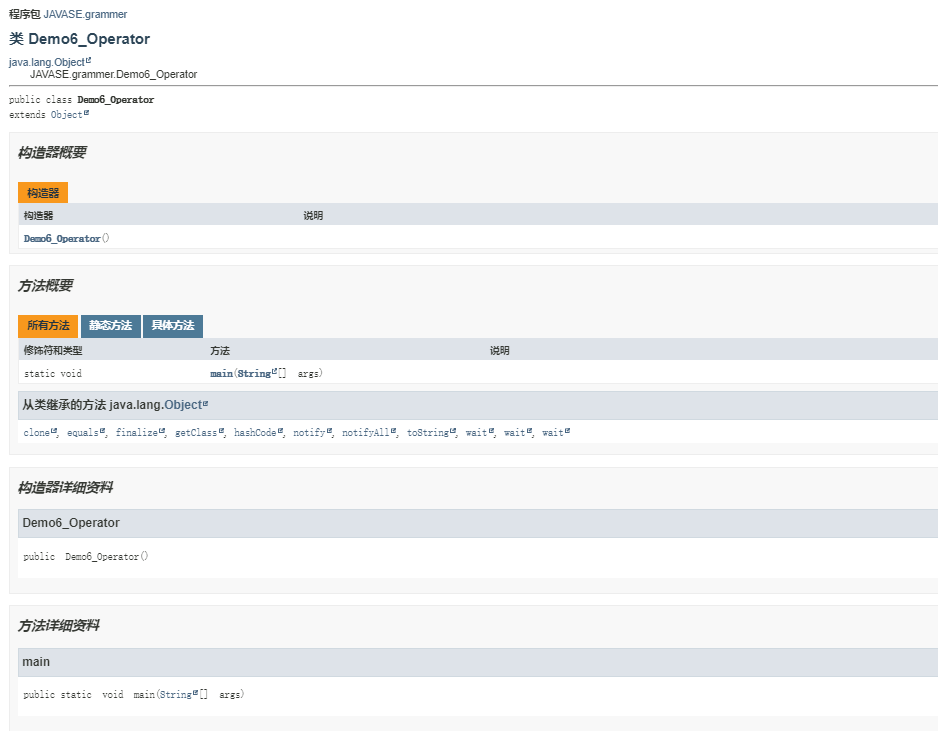 程序包 JAVASE.grammer
类 Demo6_Operator
java.lang.Object
JAVASE.grammer.Demo6_Operator
public class Demo6_Operator
extends Object
构造器概要
构造器
构造器 说明
Demo6_Operator()
方法概要
所有方法 静态方法 具体方法
修饰符和类型 方法 说明
static void main(String[] args)
从类继承的方法 java.lang.Object
clone, equals, finalize, getClass, hashCode, notify, notifyAll, toString, wait, wait, wait
构造器详细资料
Demo6_Operator
public Demo6_Operator()
方法详细资料
main
public static void main(String[] args)